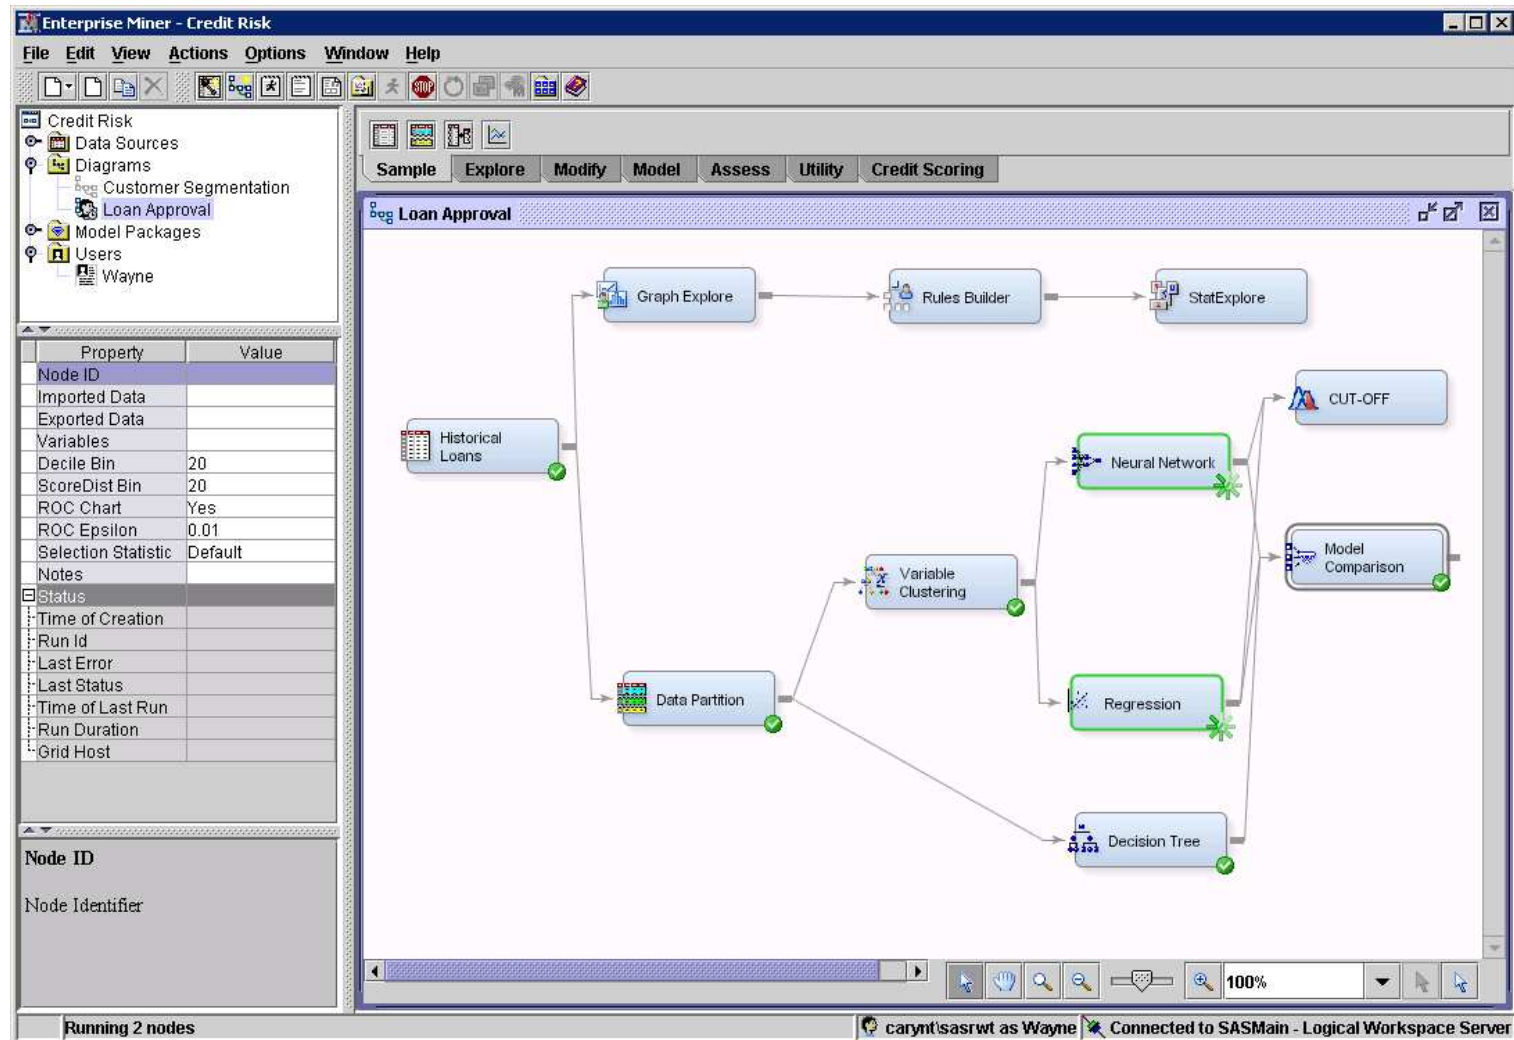 Enterprise Miner - Credit Risk
File Edit View Actions Options Window Help
STOP
Credit Risk
Data Sources
Diagrams
Customer Segmentation
Loan Approval
Model Packages
Users
Wayne
Property Value
Node ID
Imported Data
Exported Data
Variables
Decile Bin 20
ScoreDist Bin 20
ROC Chart Yes
ROC Epsilon 0.01
Selection Statistic Default
Notes
Status
Time of Creation
Run Id
Last Error
Last Status
Time of Last Run
Run Duration
Grid Host
Node ID
Node Identifier
Sample Explore Modify Model Assess Utility Credit Scoring
Loan Approval
Graph Explore
Rules Builder
StatExplore
CUT-OFF
Historical
Loans
Neural Network
Model
Comparison
Variable
Clustering
Data Partition
Regression
Decision Tree
100%
Running 2 nodes
carynt\sasrwt as Wayne
Connected to SASMain - Logical Workspace Server